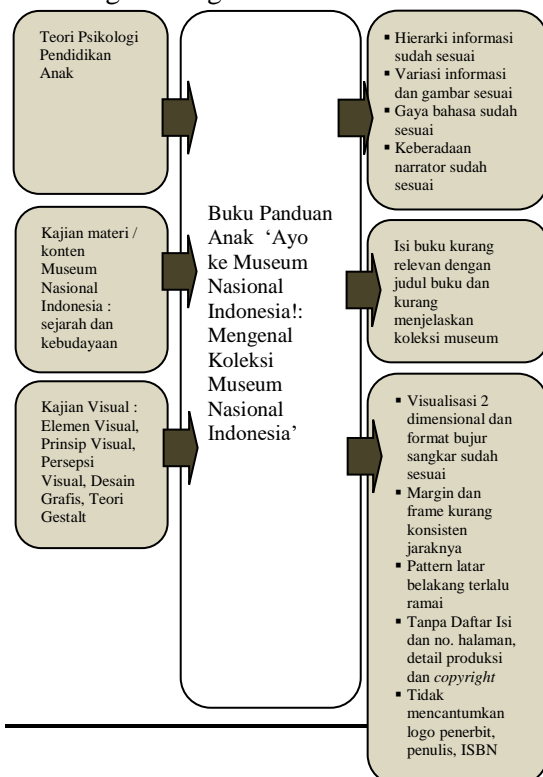 Teori Psikologi
Pendidikan
Anak
▪ Hierarki informasi
sudah sesuai
▪ Variasi informasi
dan gambar sesuai
▪ Gaya bahasa sudah
sesuai
▪ Keberadaan
narrator sudah
sesuai
Buku Panduan
Anak ‘Ayo
ke Museum
Nasional
Indonesia!:
Mengenal
Koleksi
Museum
Nasional
Indonesia’
Kajian materi /
konten
Museum
Nasional
Indonesia :
sejarah dan
kebudayaan
Isi buku kurang
relevan dengan
judul buku dan
kurang
menjelaskan
koleksi museum
Kajian Visual :
Elemen Visual,
Prinsip Visual,
Persepsi
Visual, Desain
Grafis, Teori
Gestalt
▪ Visualisasi 2
dimensional dan
format bujur
sangkar sudah
sesuai
▪ Margin dan
frame kurang
konsisten
jaraknya
▪ Pattern latar
belakang terlalu
ramai
▪ Tanpa Daftar Isi
dan no. halaman,
detail produksi
dan copyright
▪ Tidak
mencantumkan
logo penerbit,
penulis, ISBN